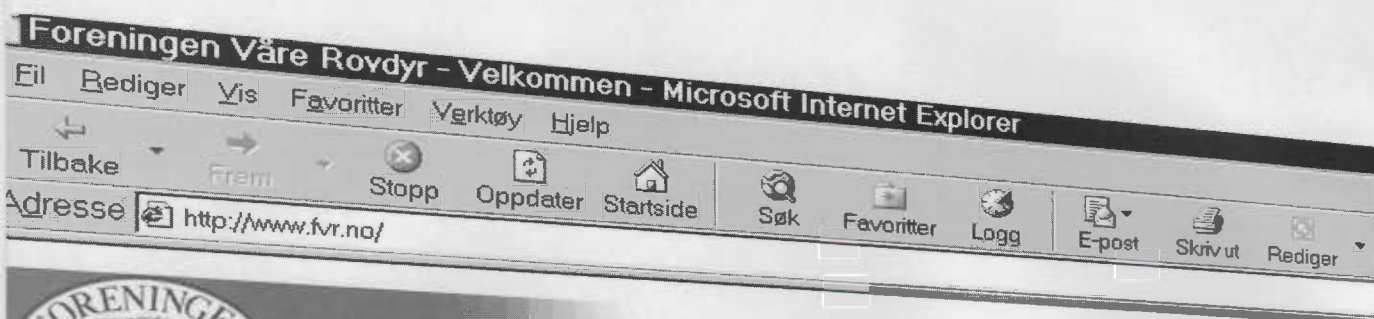 Foreningen Våre Rovdyr - Velkommen - Microsoft Internet Explorer
Fil Rediger Vis Favoritter Verktøy Hjelp
Tilbake Frem Stopp Oppdater Startside Søk Favoritter Logg E-post Skriv ut Rediger
Adresse http://www.fvr.no/
FORENINGE